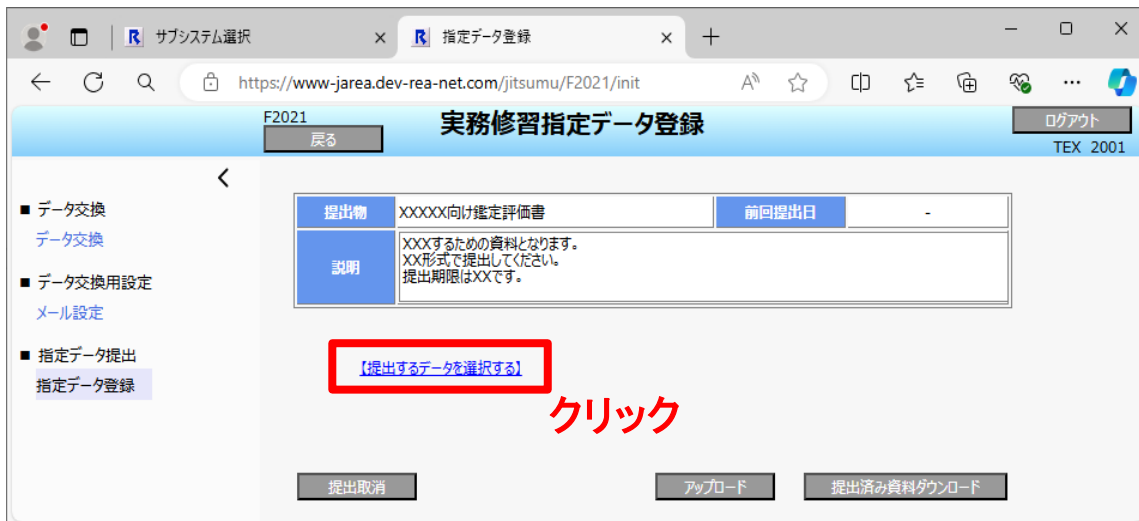 サブシステム選択
指定データ登録
https://www-jarea.dev-rea-net.com/jitsumu/F2021/init
F2021
戻る
実務修習指定データ登録
ログアウト
TEX 2001
■ データ交換
データ交換
■ データ交換用設定
メール設定
■ 指定データ提出
指定データ登録
提出物 XXXXX向け鑑定評価書 前回提出日 -
説明
XXXするための資料となります。
XX形式で提出してください。
提出期限はXXです。
【提出するデータを選択する】
クリック
提出取消 アップロード 提出済み資料ダウンロード